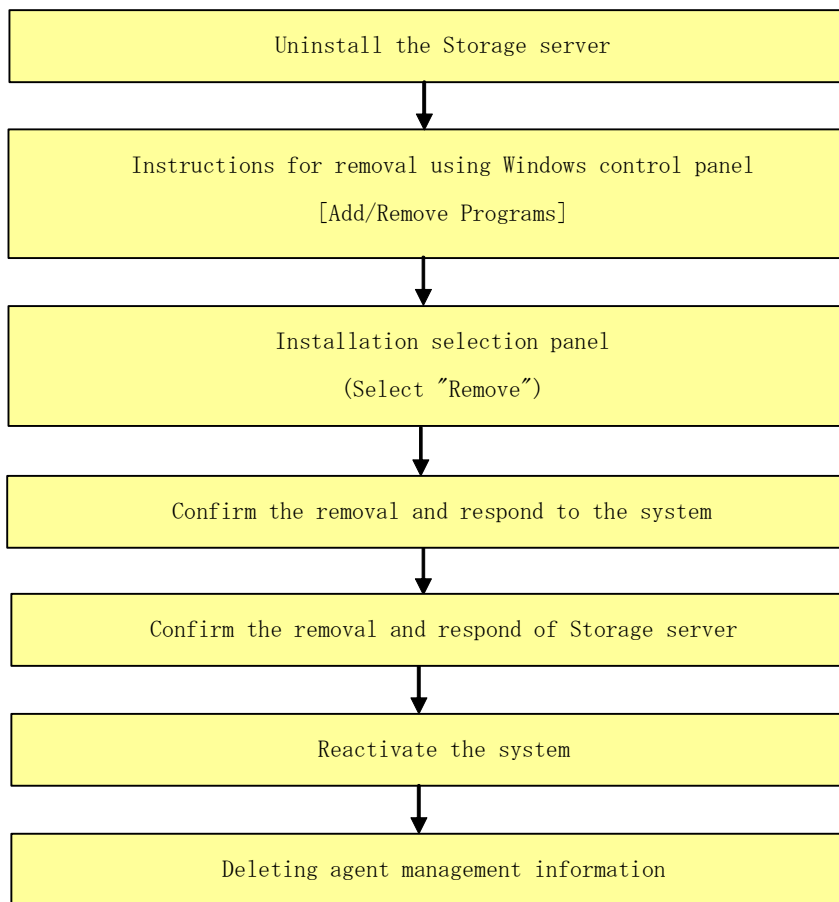 Uninstall the Storage server
Instructions for removal using Windows control panel
[Add/Remove Programs]
Installation selection panel
(Select "Remove")
Confirm the removal and respond to the system
Confirm the removal and respond of Storage server
Reactivate the system
Deleting agent management information